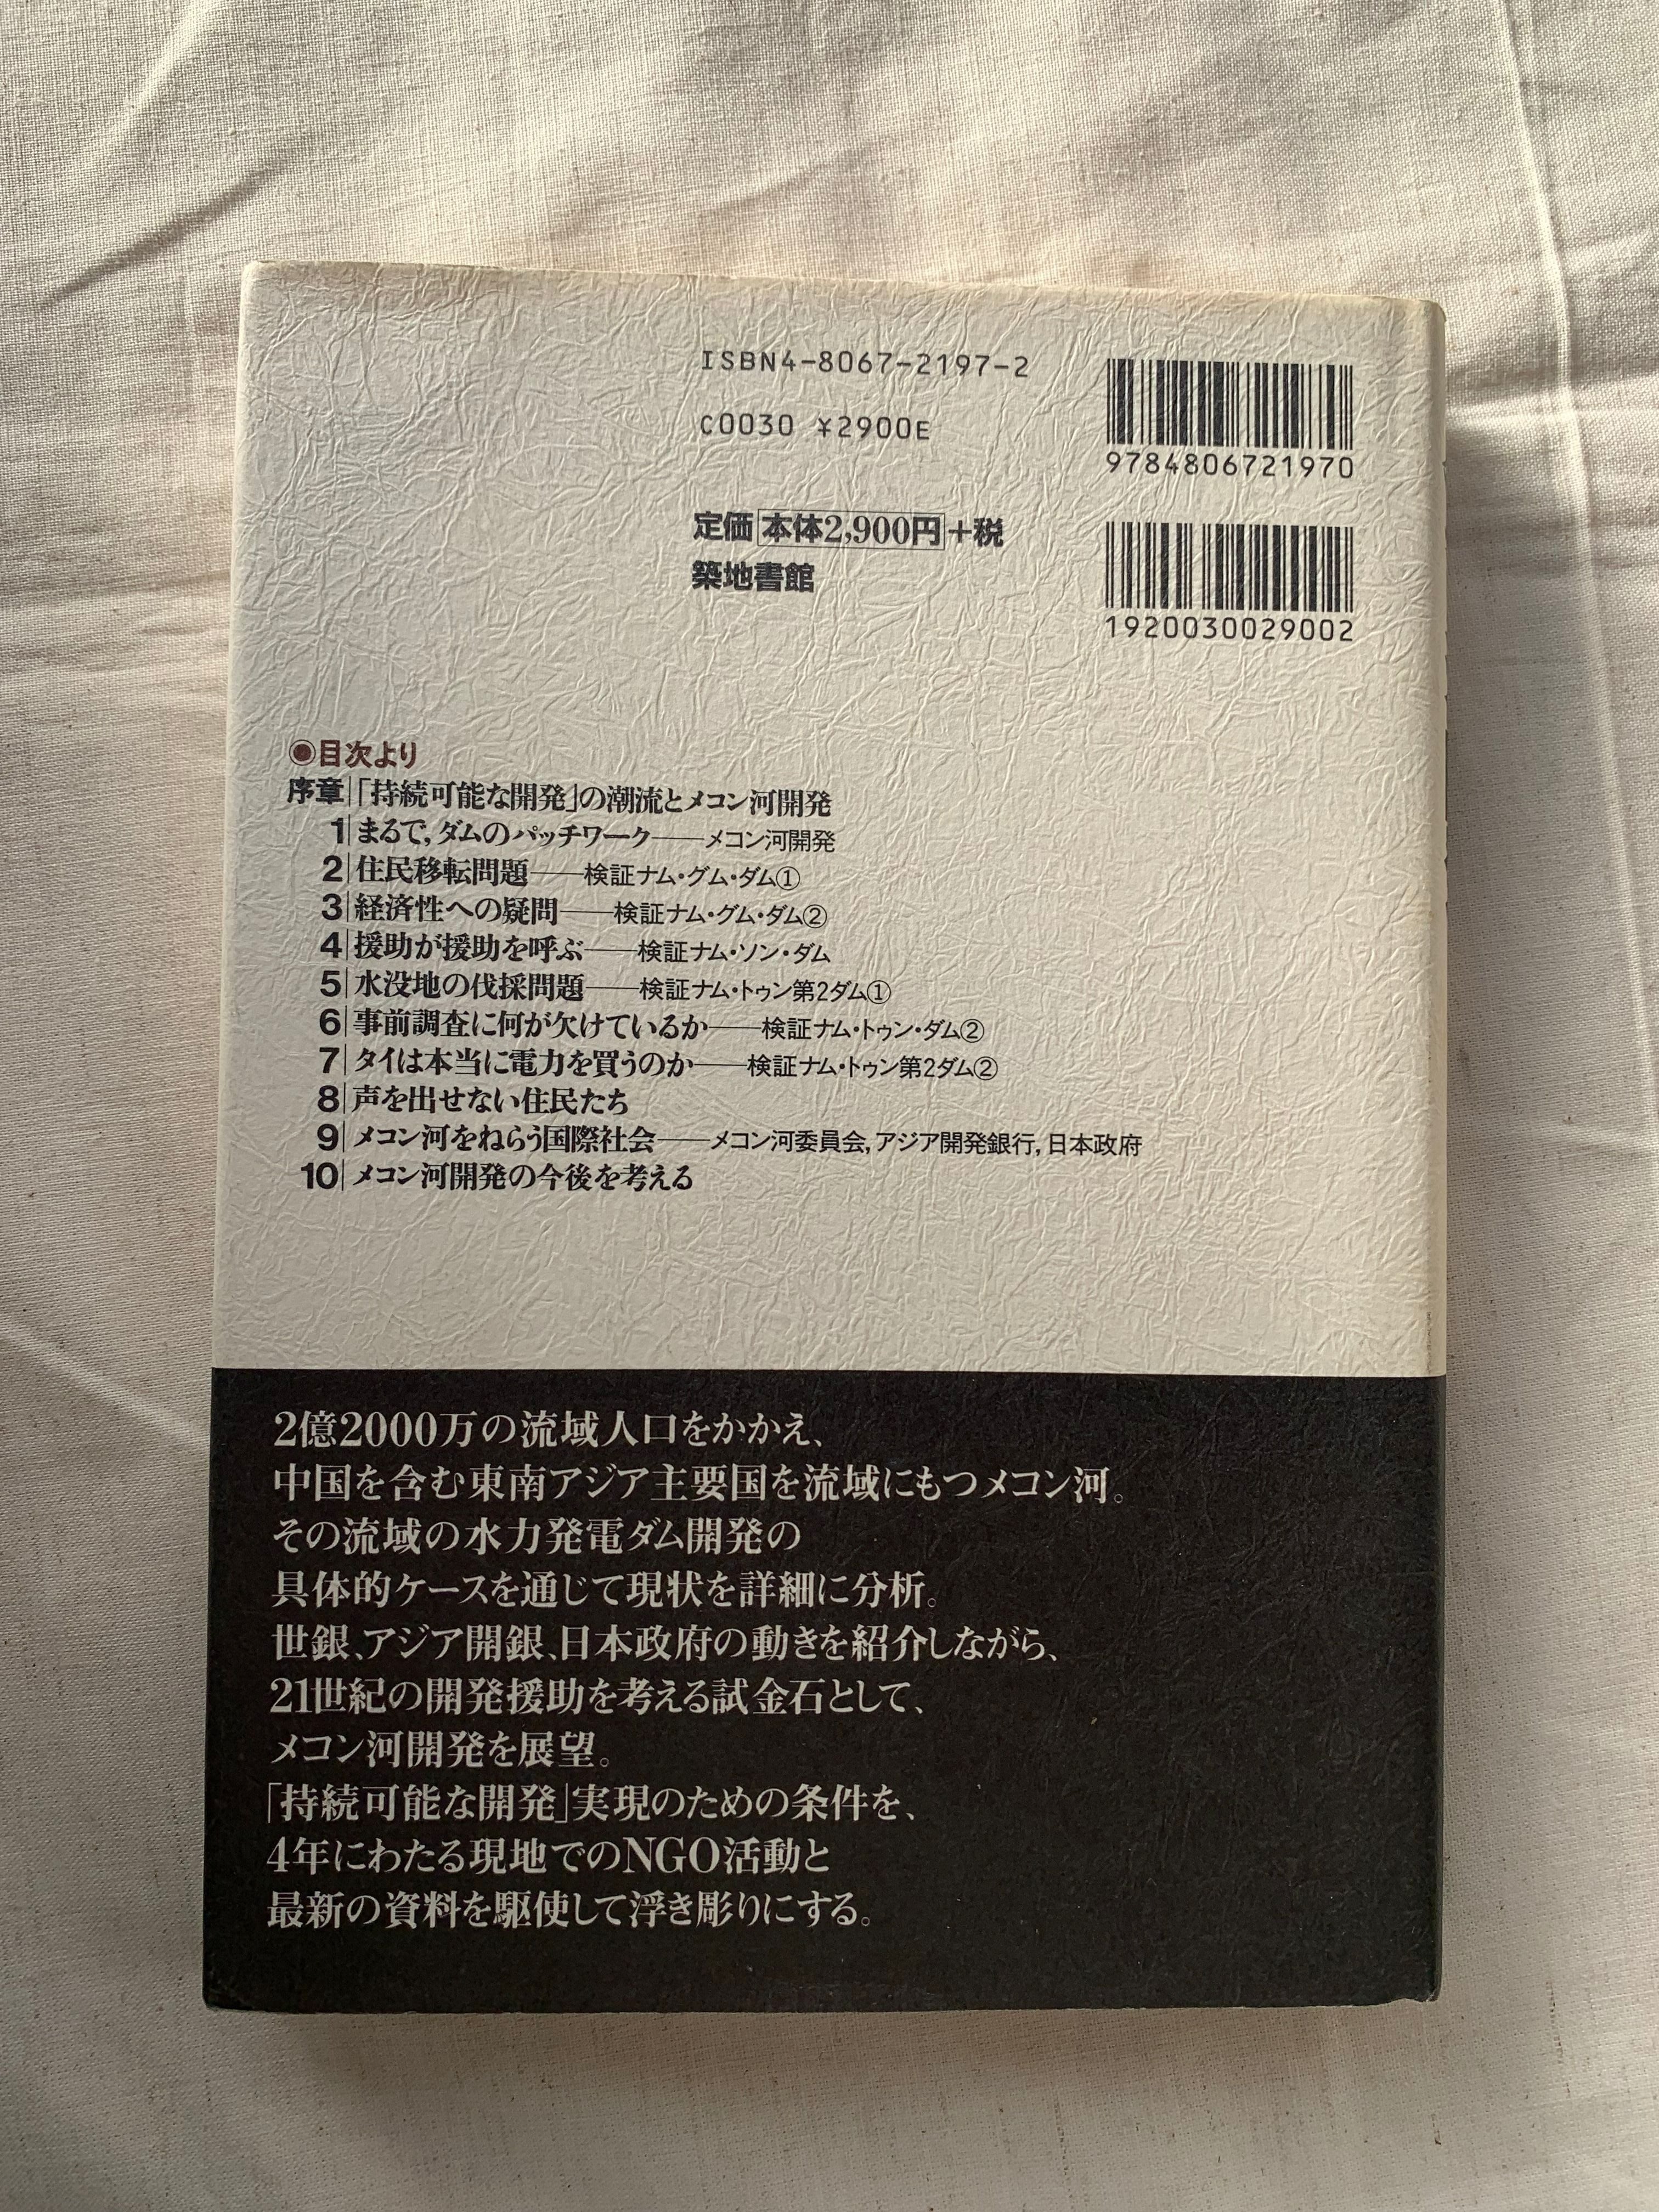 ISBN4-8067-2197-2
C0030 ¥2900E
9784806721970
定価 本体2,900円+税
築地書館
1920030029002
◉目次より
序章|「持続可能な開発」の潮流とメコン河開発
1|まるで,ダムのパッチワーク──メコン河開発
2|住民移転問題──検証ナム・グム・ダム①
3|経済性への疑問──検証ナム・グム・ダム②
4|援助が援助を呼ぶ──検証ナム・ソン・ダム
5|水没地の伐採問題──検証ナム・トゥン第2ダム①
6|事前調査に何が欠けているか──検証ナム・トゥン・ダム②
7|タイは本当に電力を買うのか──検証ナム・トゥン第2ダム②
8|声を出せない住民たち
9|メコン河をねらう国際社会──メコン河委員会,アジア開発銀行,日本政府
10|メコン河開発の今後を考える
2億2000万の流域人口をかかえ、
中国を含む東南アジア主要国を流域にもつメコン河。
その流域の水力発電ダム開発の
具体的ケースを通じて現状を詳細に分析。
世銀、アジア開銀、日本政府の動きを紹介しながら、
21世紀の開発援助を考える試金石として、
メコン河開発を展望。
「持続可能な開発」実現のための条件を、
4年にわたる現地でのNGO活動と
最新の資料を駆使して浮き彫りにする。